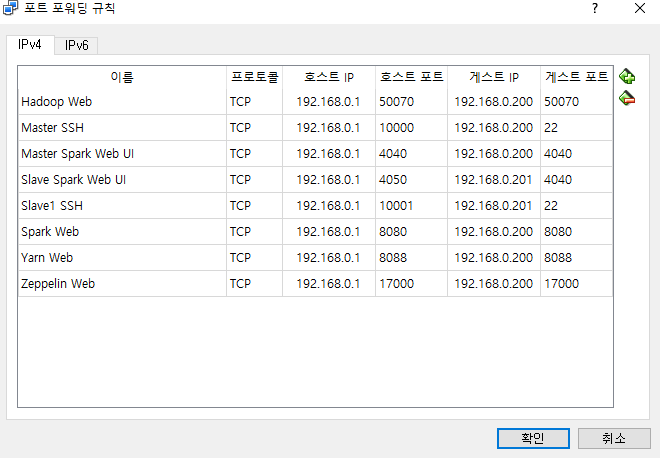 포트 포워딩 규칙 ?
IPv4 IPv6
이름 프로토콜 호스트 IP 호스트 포트 게스트 IP 게스트 포트
Hadoop Web TCP 192.168.0.1 50070 192.168.0.200 50070
Master SSH TCP 192.168.0.1 10000 192.168.0.200 22
Master Spark Web UI TCP 192.168.0.1 4040 192.168.0.200 4040
Slave Spark Web UI TCP 192.168.0.1 4050 192.168.0.201 4040
Slave1 SSH TCP 192.168.0.1 10001 192.168.0.201 22
Spark Web TCP 192.168.0.1 8080 192.168.0.200 8080
Yarn Web TCP 192.168.0.1 8088 192.168.0.200 8088
Zeppelin Web TCP 192.168.0.1 17000 192.168.0.200 17000
확인 취소